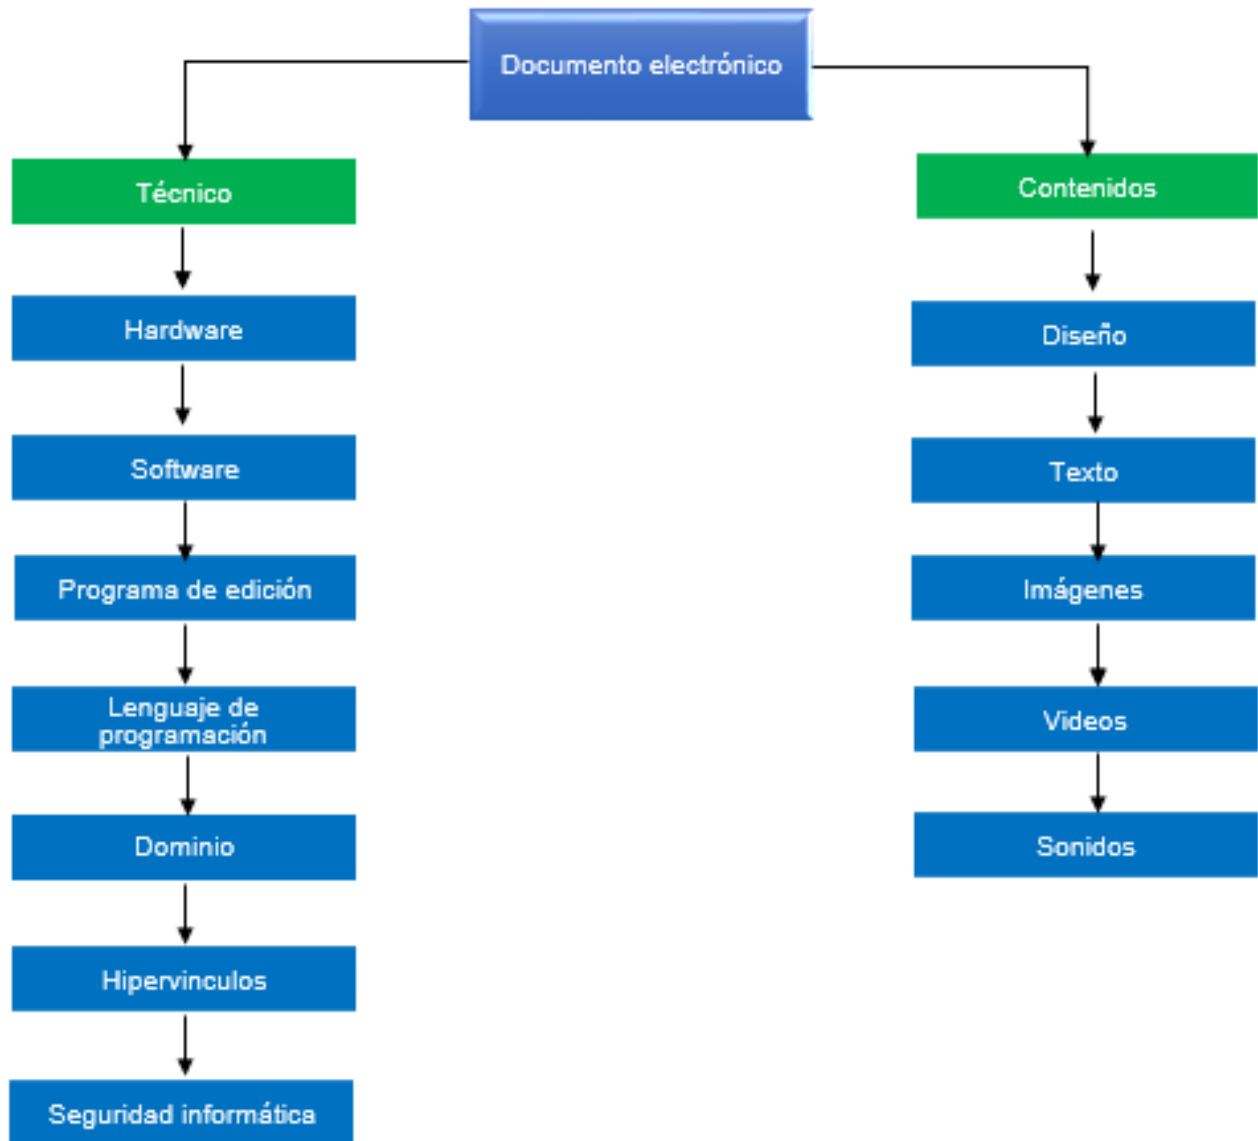 Documento electrónico
Técnico
Hardware
Software
Programa de edición
Lenguaje de
programación
Dominio
Hipervinculos
Seguridad informática
Contenidos
Diseño
Texto
Imágenes
Videos
Sonidos